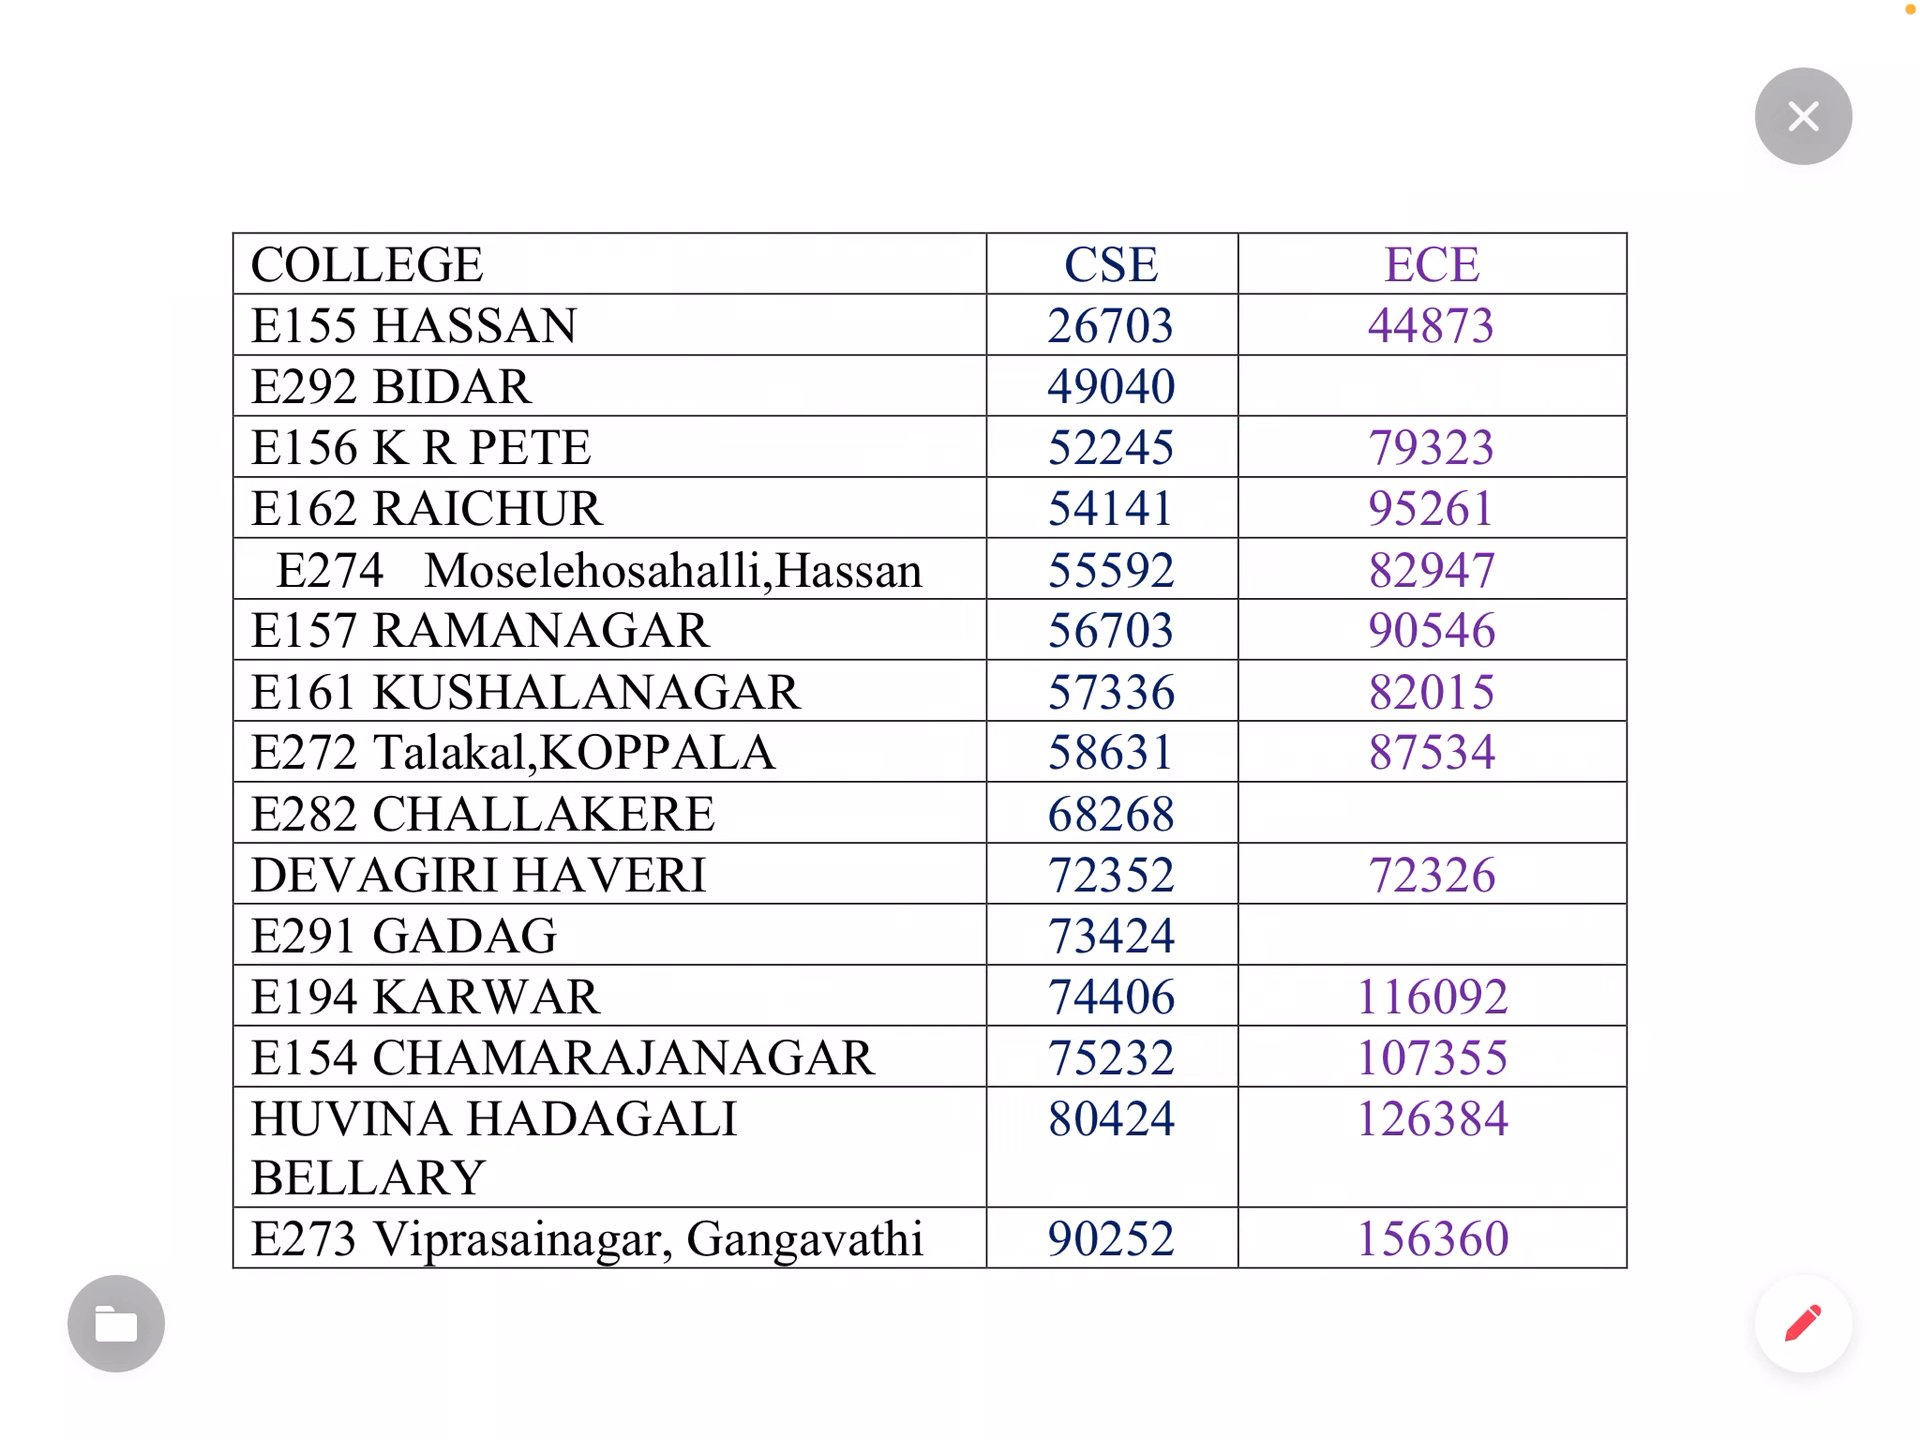 COLLEGE CSE ECE
E155 HASSAN 26703 44873
E292 BIDAR 49040
E156 K R PETE 52245 79323
E162 RAICHUR 54141 95261
E274 Moselehosahalli,Hassan 55592 82947
E157 RAMANAGAR 56703 90546
E161 KUSHALANAGAR 57336 82015
E272 Talakal,KOPPALA 58631 87534
E282 CHALLAKERE 68268
DEVAGIRI HAVERI 72352 72326
E291 GADAG 73424
E194 KARWAR 74406 116092
E154 CHAMARAJANAGAR 75232 107355
HUVINA HADAGALI 80424 126384
BELLARY
E273 Viprasainagar, Gangavathi 90252 156360